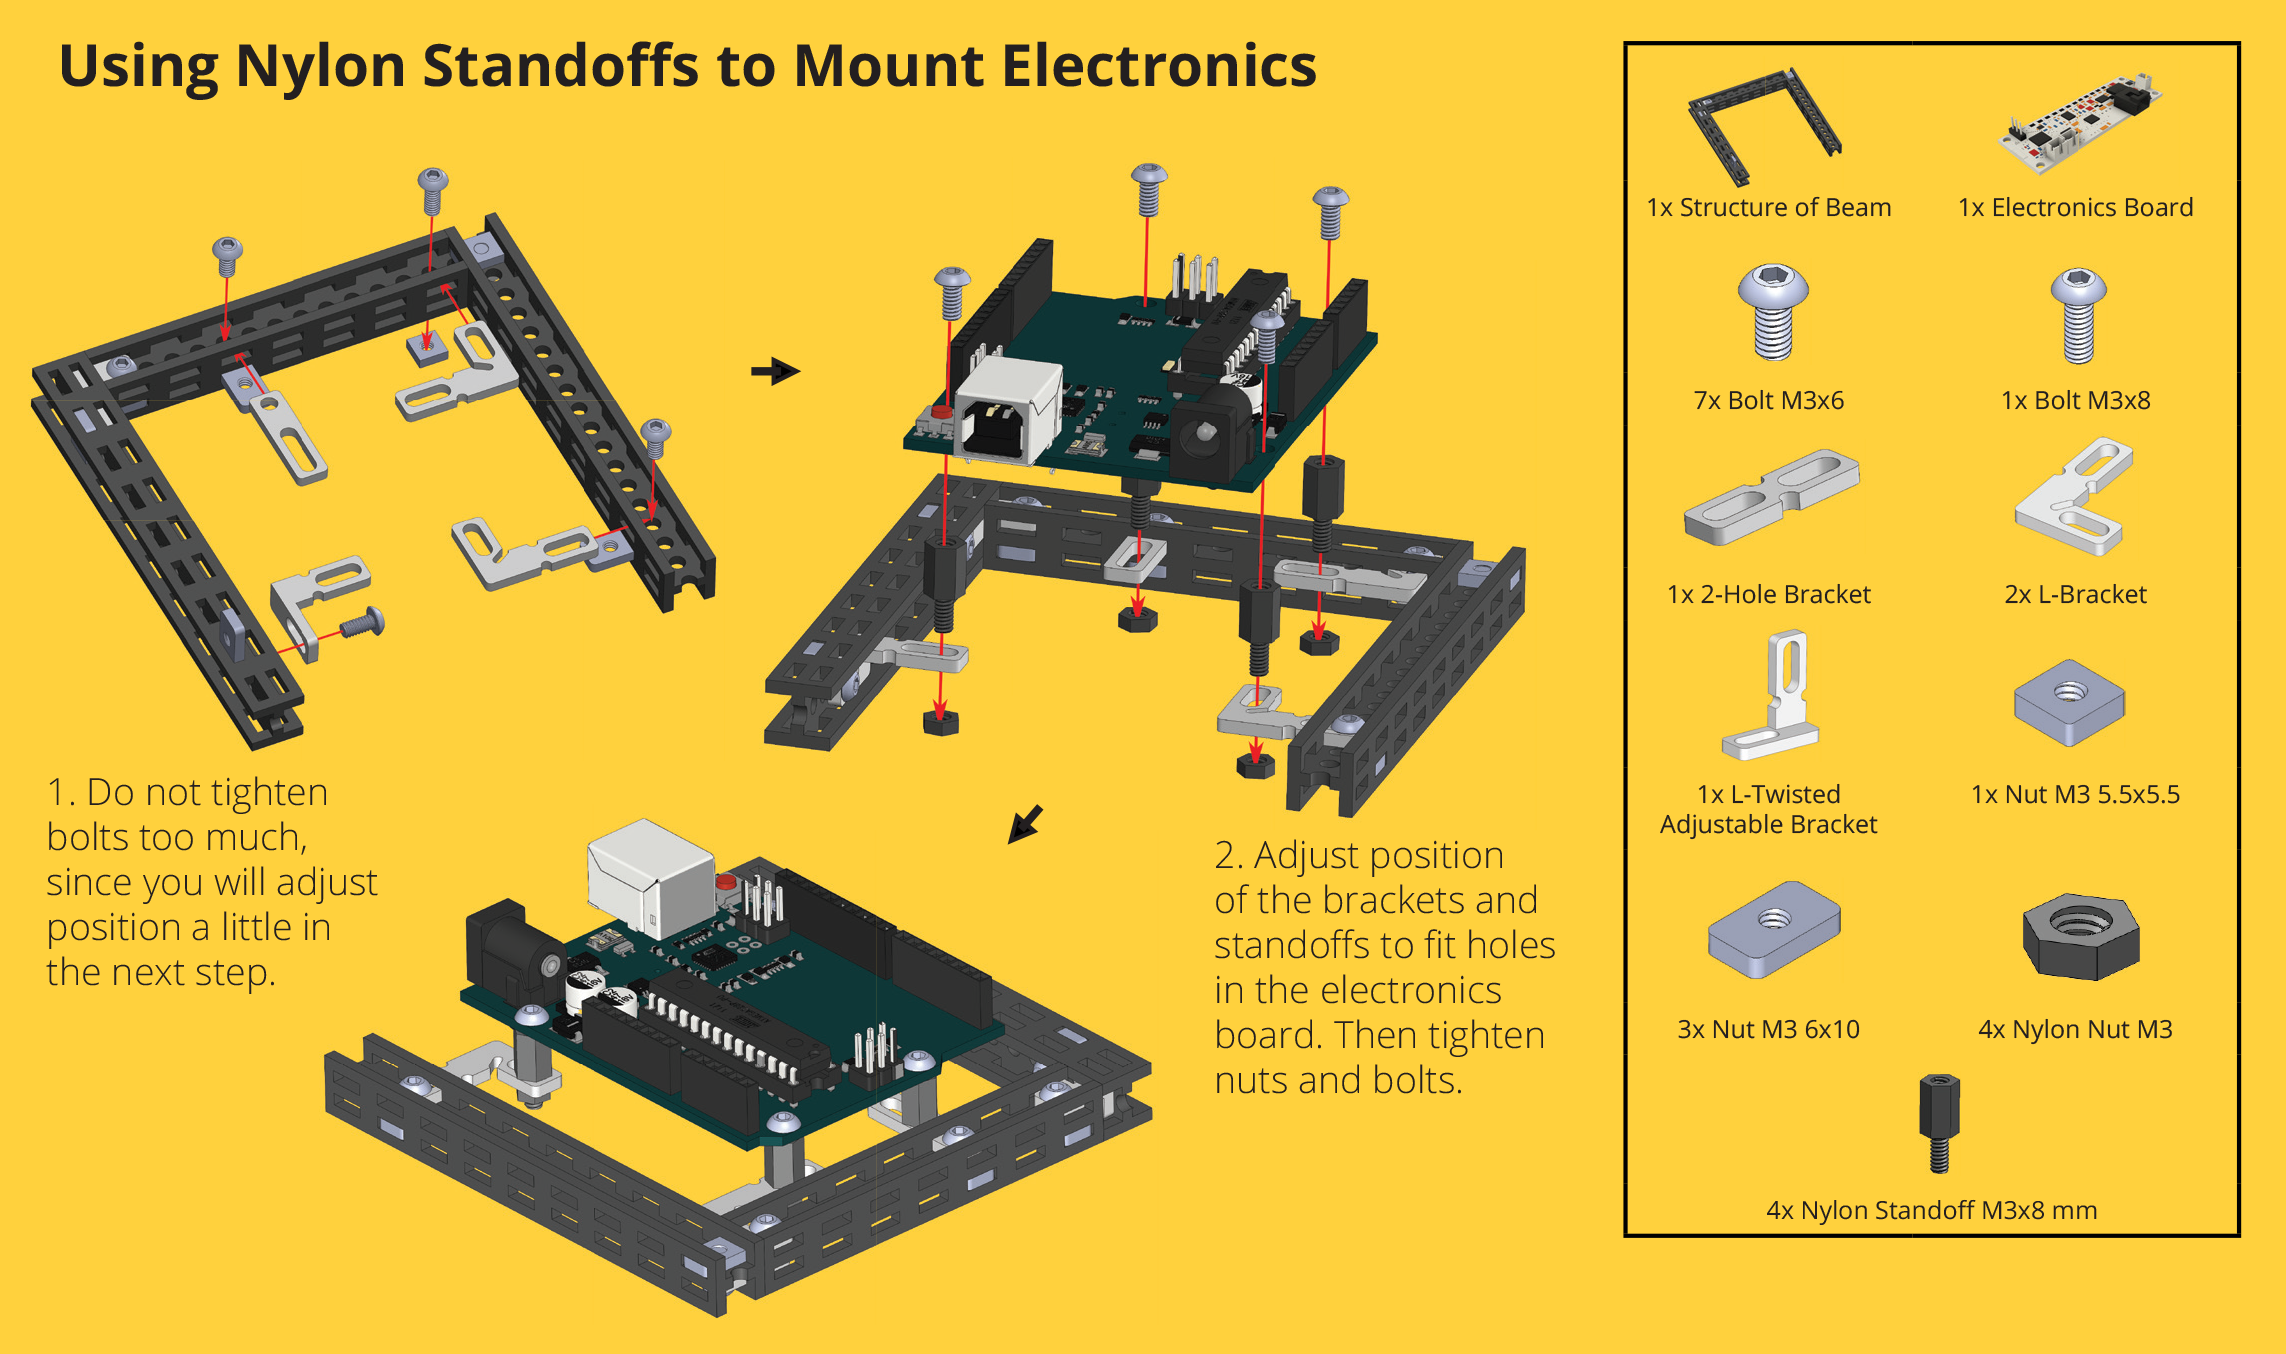 Using Nylon Standoffs to Mount Electronics
1. Do not tighten
bolts too much,
since you will adjust
position a little in
the next step.
2. Adjust position
of the brackets and
standoffs to fit holes
in the electronics
board. Then tighten
nuts and bolts.
1x Structure of Beam
1x Electronics Board
7x Bolt M3x6
1x Bolt M3x8
1x 2-Hole Bracket
2x L-Bracket
1x L-Twisted
Adjustable Bracket
1x Nut M3 5.5x5.5
3x Nut M3 6x10
4x Nylon Nut M3
4x Nylon Standoff M3x8 mm